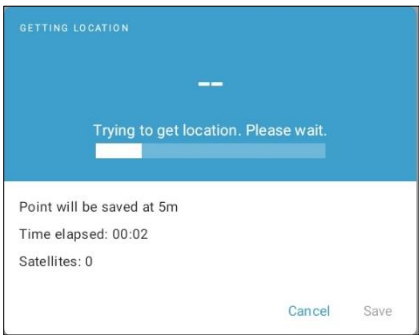 GETTING LOCATION
--
Trying to get location. Please wait.
Point will be saved at 5m
Time elapsed: 00:02
Satellites: 0
Cancel Save